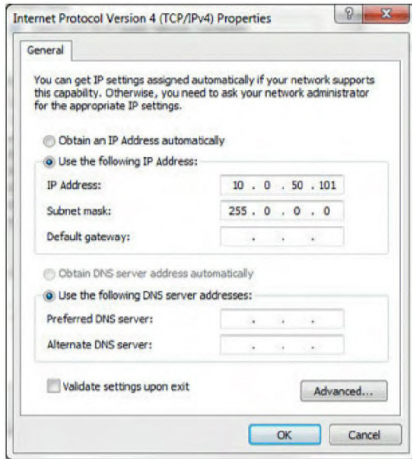 Internet Protocol Version 4 (TCP/IPv4) Properties
General
You can get IP settings assigned automatically if your network supports
this capability. Otherwise, you need to ask your network administrator
for the appropriate IP settings.
Obtain an IP Address automatically
Use the following IP Address:
IP Address: 10 . 0 . 50 . 101
Subnet mask: 255 . 0 . 0 . 0
Default gateway: . . .
Obtain DNS server address automatically
Use the following DNS server addresses:
Preferred DNS server: . . .
Alternate DNS server: . . .
Validate settings upon exit
Advanced...
OK Cancel